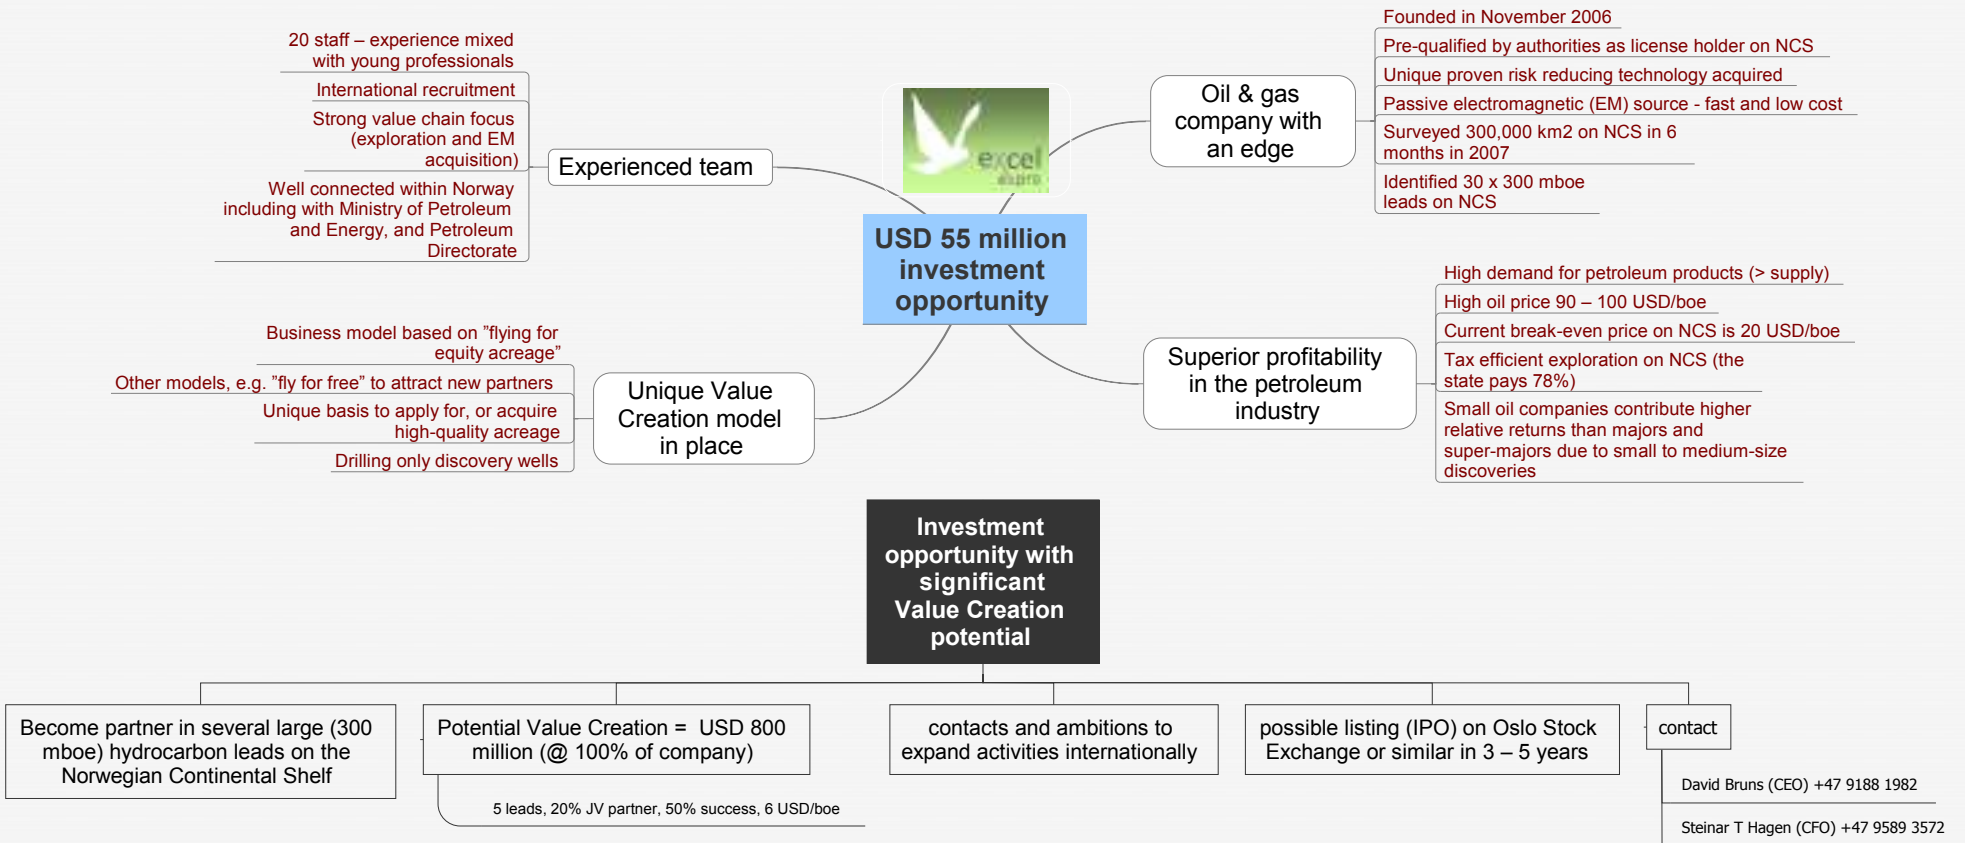 20 staff – experience mixed
with young professionals
International recruitment
Strong value chain focus
(exploration and EM
acquisition)
Well connected within Norway
including with Ministry of Petroleum
and Energy, and Petroleum
Directorate
Experienced team
excel
expro
Oil & gas
company with
an edge
Founded in November 2006
Pre-qualified by authorities as license holder on NCS
Unique proven risk reducing technology acquired
Passive electromagnetic (EM) source - fast and low cost
Surveyed 300,000 km2 on NCS in 6
months in 2007
Identified 30 x 300 mboe
leads on NCS
USD 55 million
investment
opportunity
Business model based on ”flying for
equity acreage”
Other models, e.g. ”fly for free” to attract new partners
Unique basis to apply for, or acquire
high-quality acreage
Drilling only discovery wells
Unique Value
Creation model
in place
Superior profitability
in the petroleum
industry
High demand for petroleum products (> supply)
High oil price 90 – 100 USD/boe
Current break-even price on NCS is 20 USD/boe
Tax efficient exploration on NCS (the
state pays 78%)
Small oil companies contribute higher
relative returns than majors and
super-majors due to small to medium-size
discoveries
Investment
opportunity with
significant
Value Creation
potential
Become partner in several large (300
mboe) hydrocarbon leads on the
Norwegian Continental Shelf
Potential Value Creation = USD 800
million (@ 100% of company)
5 leads, 20% JV partner, 50% success, 6 USD/boe
contacts and ambitions to
expand activities internationally
possible listing (IPO) on Oslo Stock
Exchange or similar in 3 – 5 years
contact
David Bruns (CEO) +47 9188 1982
Steinar T Hagen (CFO) +47 9589 3572